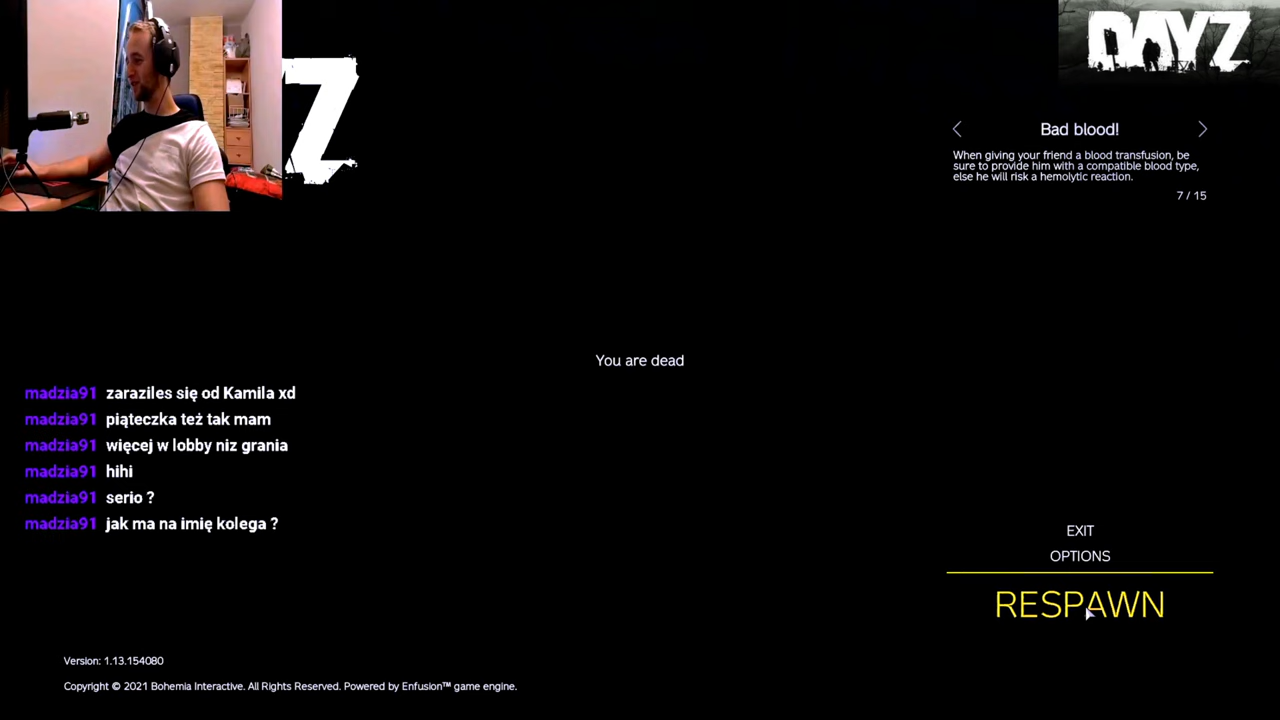 Z
DAYZ
Bad blood!
When giving your friend a blood transfusion, be
sure to provide him with a compatible blood type,
else he will risk a hemolytic reaction.
7 / 15
You are dead
madzia91 zaraziles się od Kamila xd
madzia91 piąteczka też tak mam
madzia91 więcej w lobby niz grania
madzia91 hihi
madzia91 serio ?
madzia91 jak ma na imię kolega ?
EXIT
OPTIONS
RESPAWN
Version: 1.13.154080
Copyright © 2021 Bohemia Interactive. All Rights Reserved. Powered by Enfusion™ game engine.